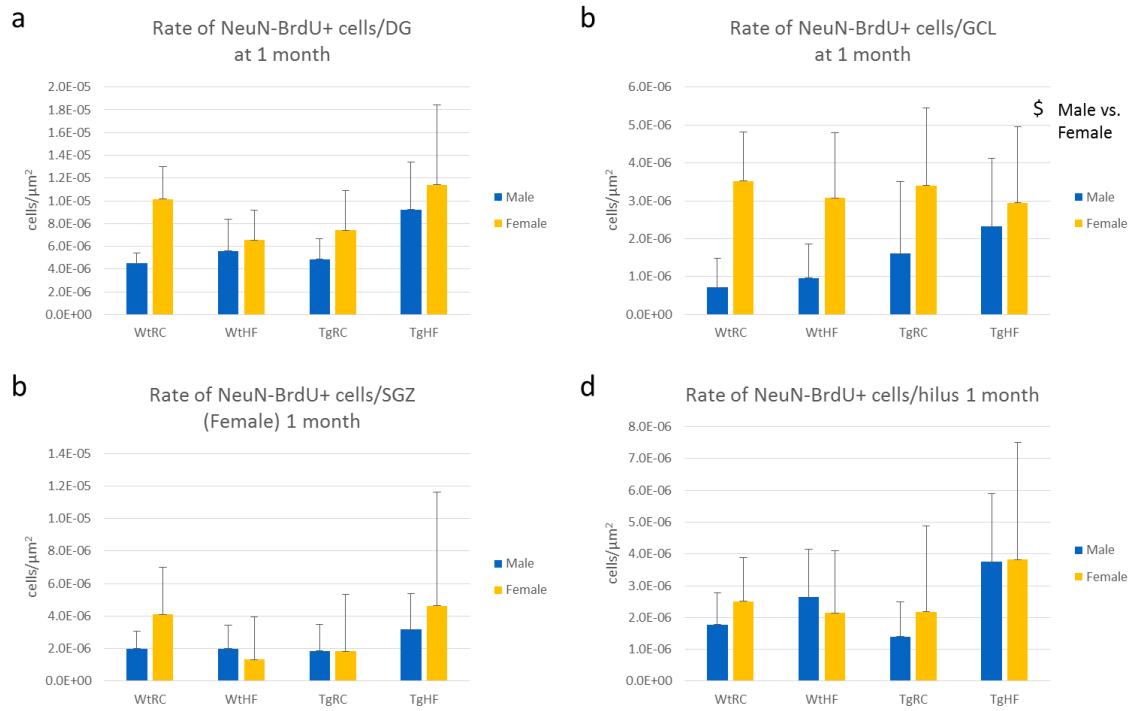 a
Rate of NeuN-BrdU+ cells/DG
at 1 month
cells/µm²
2.0E-05
1.8E-05
1.6E-05
1.4E-05
1.2E-05
1.0E-05
8.0E-06
6.0E-06
4.0E-06
2.0E-06
0.0E+00
WtRC WtHF TgRC TgHF
Male
Female
b
Rate of NeuN-BrdU+ cells/GCL
at 1 month
$ Male vs.
Female
cells/µm²
6.0E-06
5.0E-06
4.0E-06
3.0E-06
2.0E-06
1.0E-06
0.0E+00
WtRC WtHF TgRC TgHF
Male
Female
b
Rate of NeuN-BrdU+ cells/SGZ
(Female) 1 month
cells/µm²
1.4E-05
1.2E-05
1.0E-05
8.0E-06
6.0E-06
4.0E-06
2.0E-06
0.0E+00
WtRC WtHF TgRC TgHF
Male
Female
d
Rate of NeuN-BrdU+ cells/hilus 1 month
cells/µm²
8.0E-06
7.0E-06
6.0E-06
5.0E-06
4.0E-06
3.0E-06
2.0E-06
1.0E-06
0.0E+00
WtRC WtHF TgRC TgHF
Male
Female